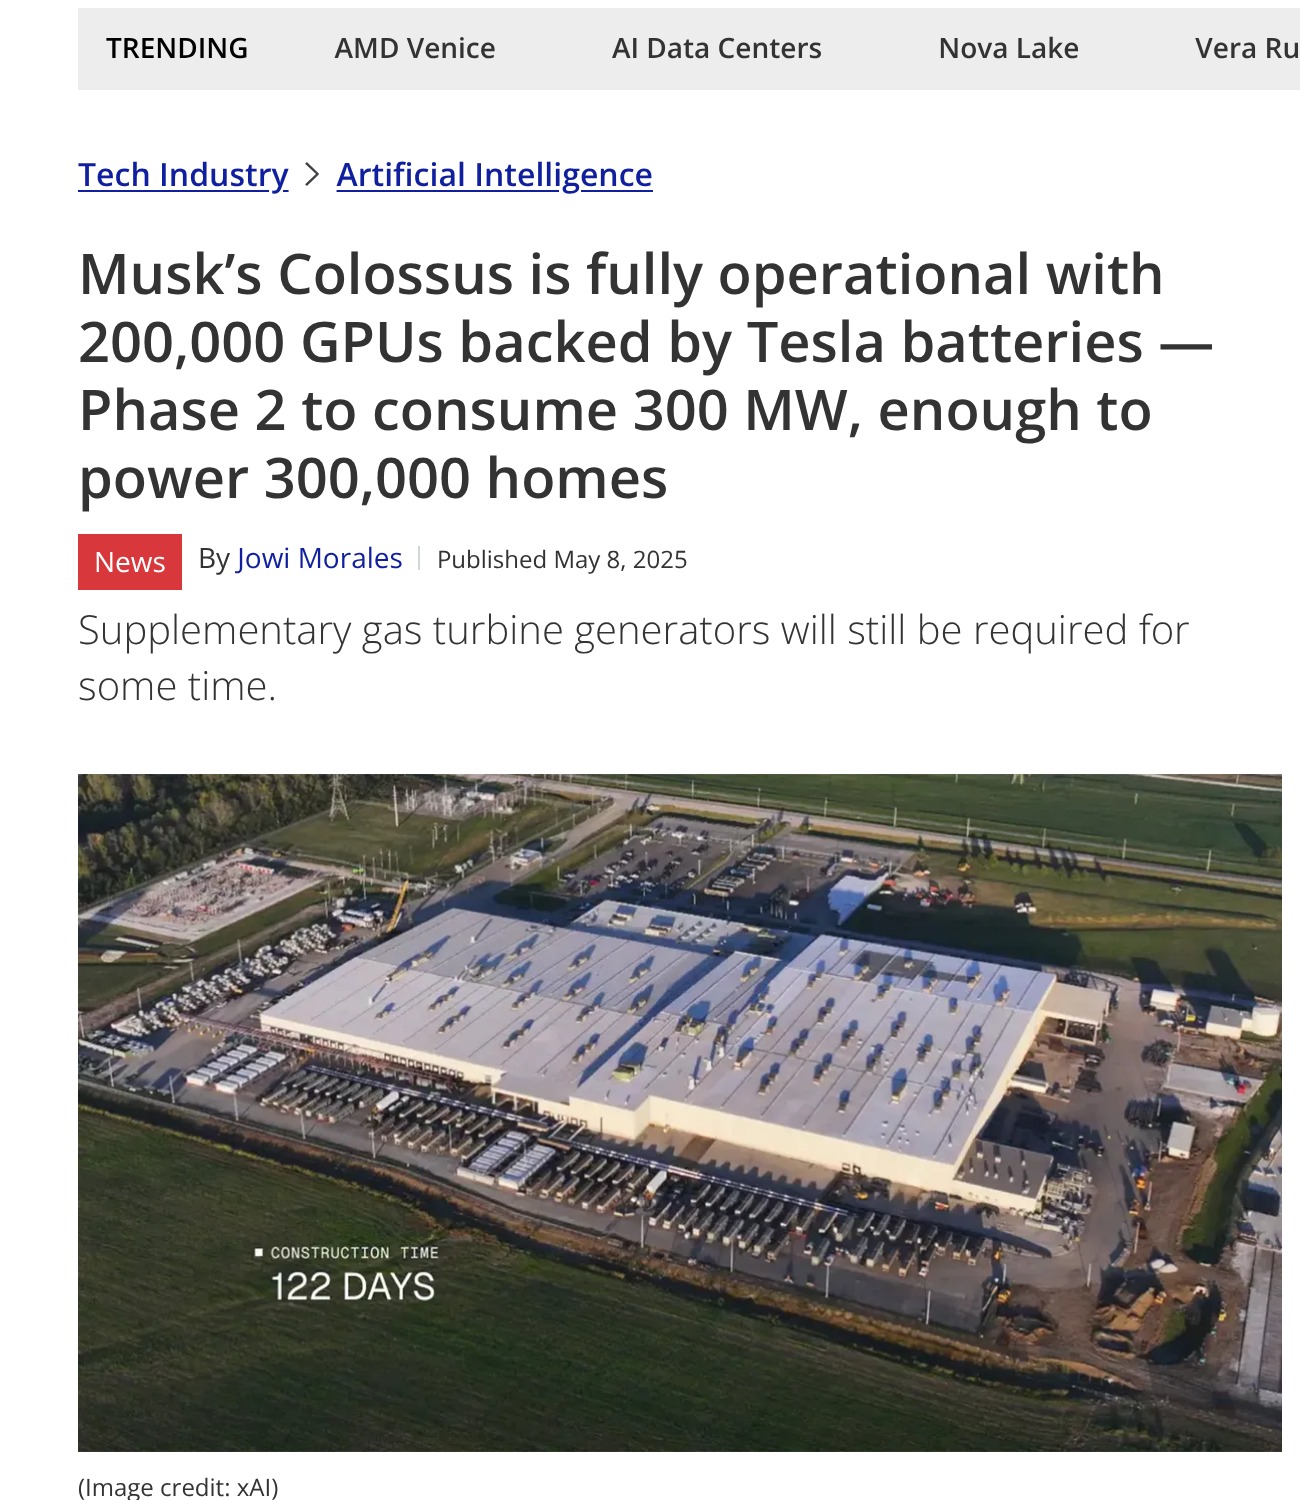 TRENDING AMD Venice AI Data Centers Nova Lake Vera Ru
Tech Industry > Artificial Intelligence
Musk’s Colossus is fully operational with
200,000 GPUs backed by Tesla batteries —
Phase 2 to consume 300 MW, enough to
power 300,000 homes
News By Jowi Morales Published May 8, 2025
Supplementary gas turbine generators will still be required for
some time.
CONSTRUCTION TIME
122 DAYS
(Image credit: xAI)